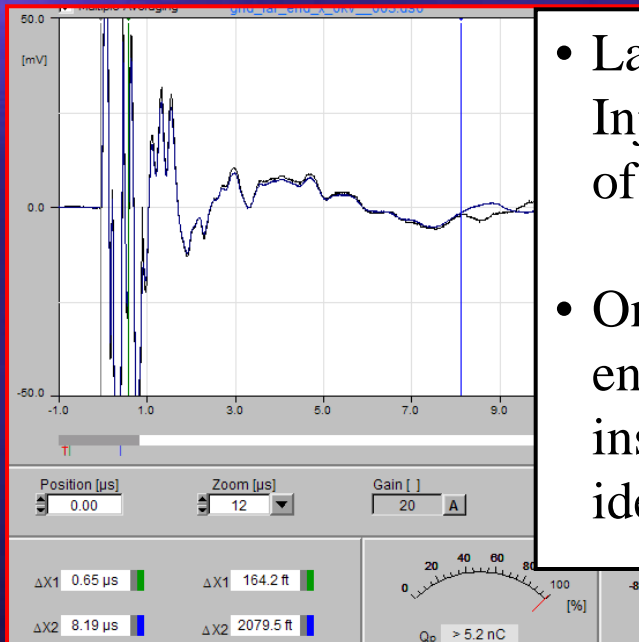 Multiple Averaging
50.0
[mV]
0.0
-50.0
-1.0 1.0 3.0 5.0 7.0 9.0
• La
Inj
of
• Or
en
ins
ide
T
Position [µs] Zoom [µs] Gain [ ]
0.00 12 20 A
ΔX1 0.65 µs ΔX1 164.2 ft
ΔX2 8.19 µs ΔX2 2079.5 ft
0 20 40 60 80 100
[%]
Qp > 5.2 nC
-8